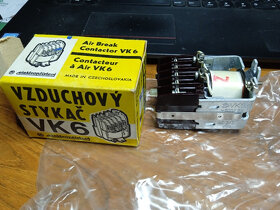 Air Break
Contactor VK 6
Contacteur
à Air VK 6
MADE IN CZECHOSLOVAKIA
VZDUCHOVÝ
STYKAČ
VK6